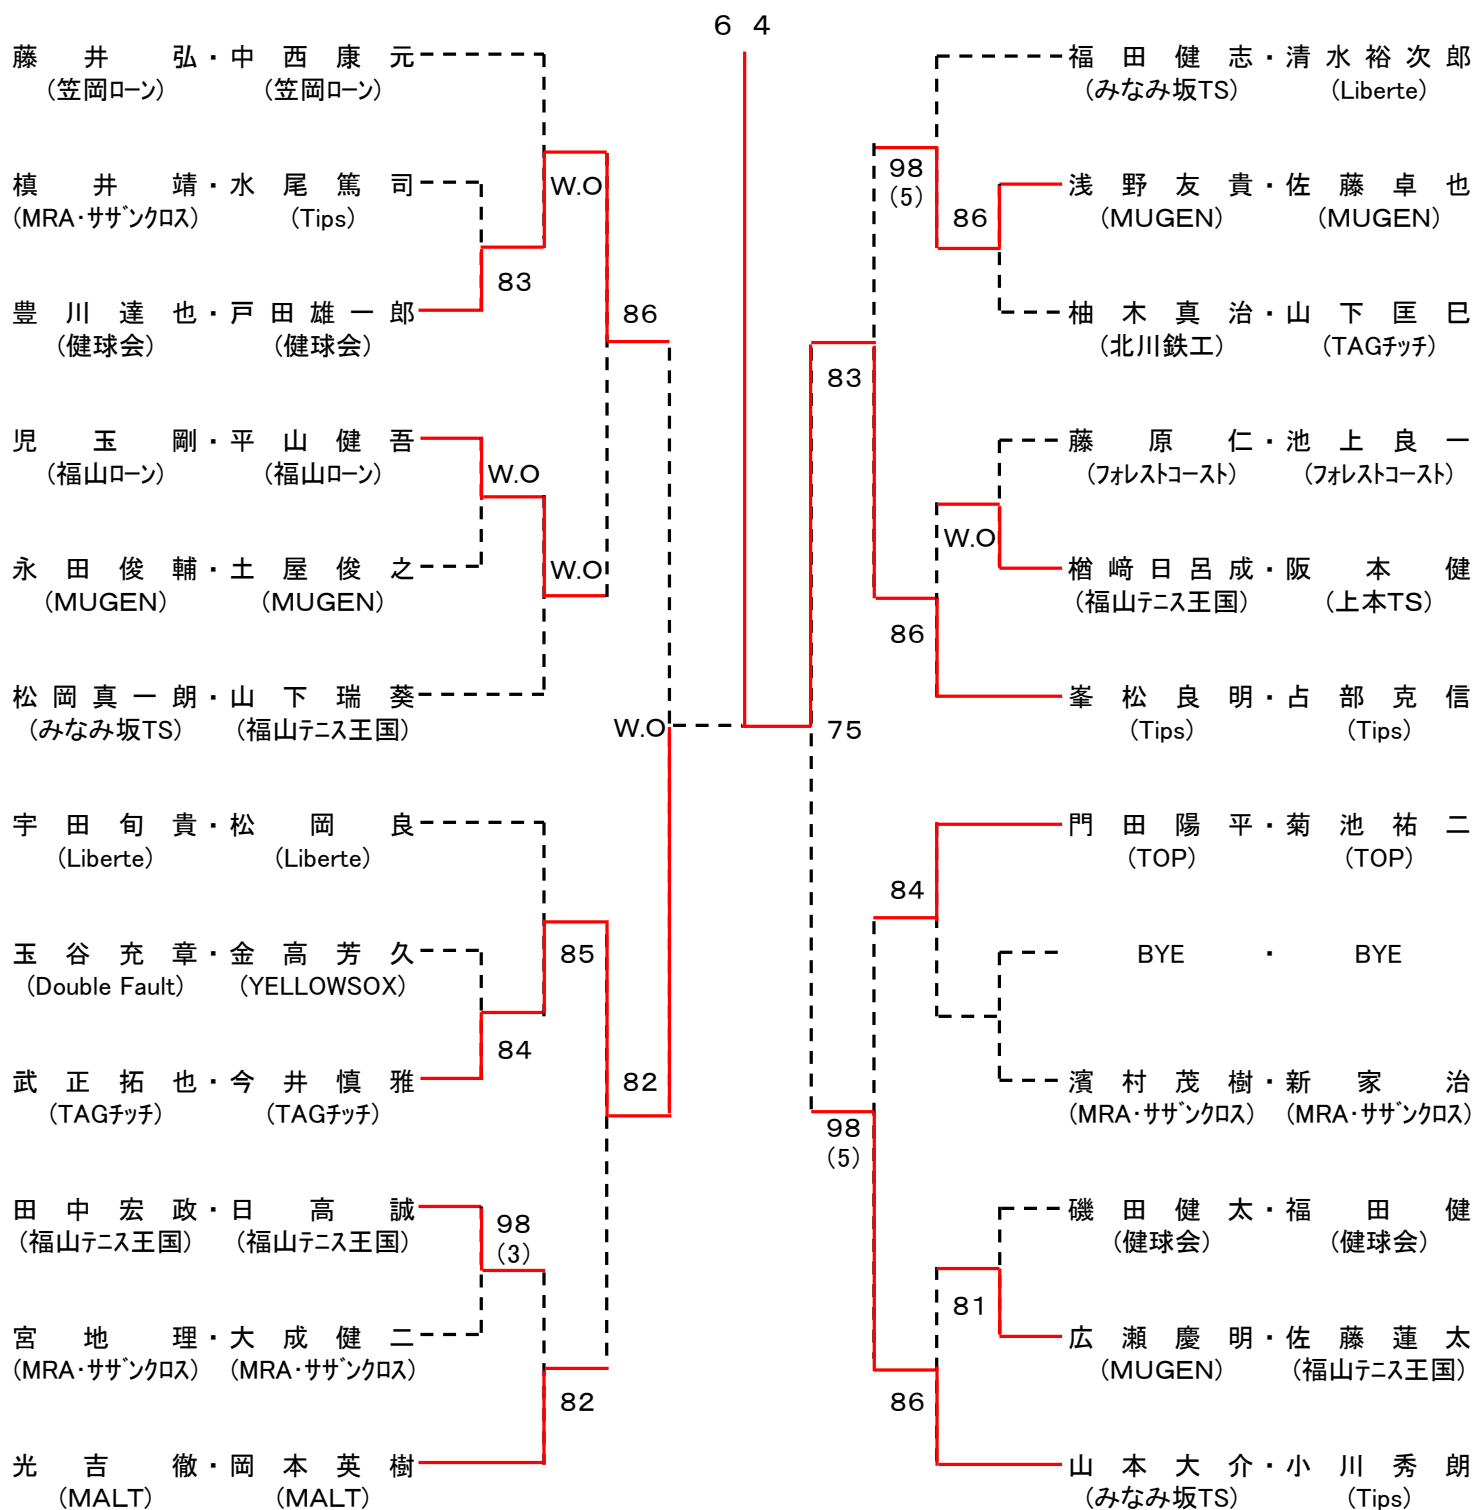 6 4
藤井弘・中西康元
(笠岡ローン) (笠岡ローン)
W.O
槙井靖・水尾篤司
(MRA・サザンクロス) (Tips)
83
豊川達也・戸田雄一郎
(健球会) (健球会)
86
児玉剛・平山健吾
(福山ローン) (福山ローン)
W.O
永田俊輔・土屋俊之
(MUGEN) (MUGEN)
W.O
松岡真一朗・山下瑞葵
(みなみ坂TS) (福山テニス王国)
W.O
宇田旬貴・松岡良
(Liberte) (Liberte)
玉谷充章・金高芳久
(Double Fault) (YELLOWSOX)
85
84
武正拓也・今井慎雅
(TAGチッチ) (TAGチッチ)
82
田中宏政・日高誠
(福山テニス王国) (福山テニス王国)
98
(3)
宮地理・大成健二
(MRA・サザンクロス) (MRA・サザンクロス)
82
光吉徹・岡本英樹
(MALT) (MALT)
福田健志・清水裕次郎
(みなみ坂TS) (Liberte)
98
(5)
浅野友貴・佐藤卓也
(MUGEN) (MUGEN)
86
柚木真治・山下匡巳
(北川鉄工) (TAGチッチ)
83
藤原仁・池上良一
(フォレストコースト) (フォレストコースト)
W.O
楢﨑日呂成・阪本健
(福山テニス王国) (上本TS)
86
峯松良明・占部克信
(Tips) (Tips)
75
門田陽平・菊池祐二
(TOP) (TOP)
84
BYE ・ BYE
濱村茂樹・新家治
(MRA・サザンクロス) (MRA・サザンクロス)
98
(5)
磯田健太・福田健
(健球会) (健球会)
81
広瀬慶明・佐藤蓮太
(MUGEN) (福山テニス王国)
86
山本大介・小川秀朗
(みなみ坂TS) (Tips)